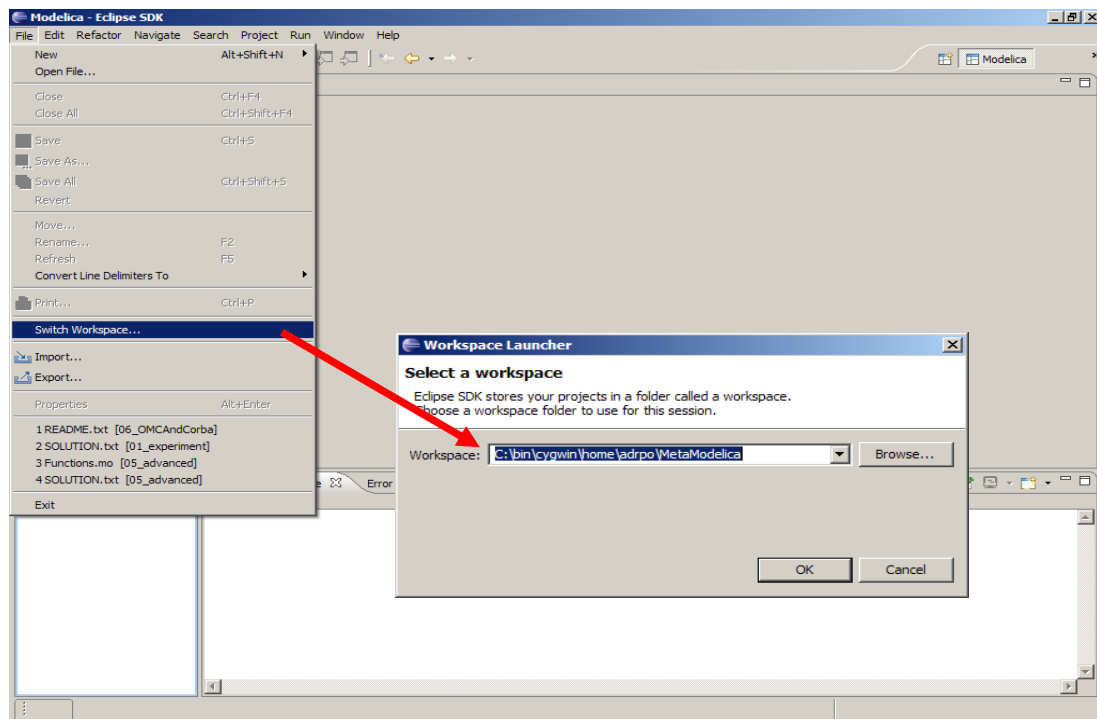 Modelica - Eclipse SDK
File Edit Refactor Navigate Search Project Run Window Help
New Alt+Shift+N
Open File...
Modelica
Close Ctrl+F4
Close All Ctrl+Shift+F4
Save Ctrl+S
Save As...
Save All Ctrl+Shift+S
Revert
Move...
Rename... F2
Refresh F5
Convert Line Delimiters To
Print... Ctrl+P
Switch Workspace...
Import...
Export...
Properties Alt+Enter
1 README.txt [06_OMCAndCorba]
2 SOLUTION.txt [01_experiment]
3 Functions.mo [05_advanced]
4 SOLUTION.txt [05_advanced]
Exit
Workspace Launcher
Select a workspace
Eclipse SDK stores your projects in a folder called a workspace.
Choose a workspace folder to use for this session.
Workspace: C:\bin\cygwin\home\adrpo\MetaModelica Browse...
OK Cancel
Error